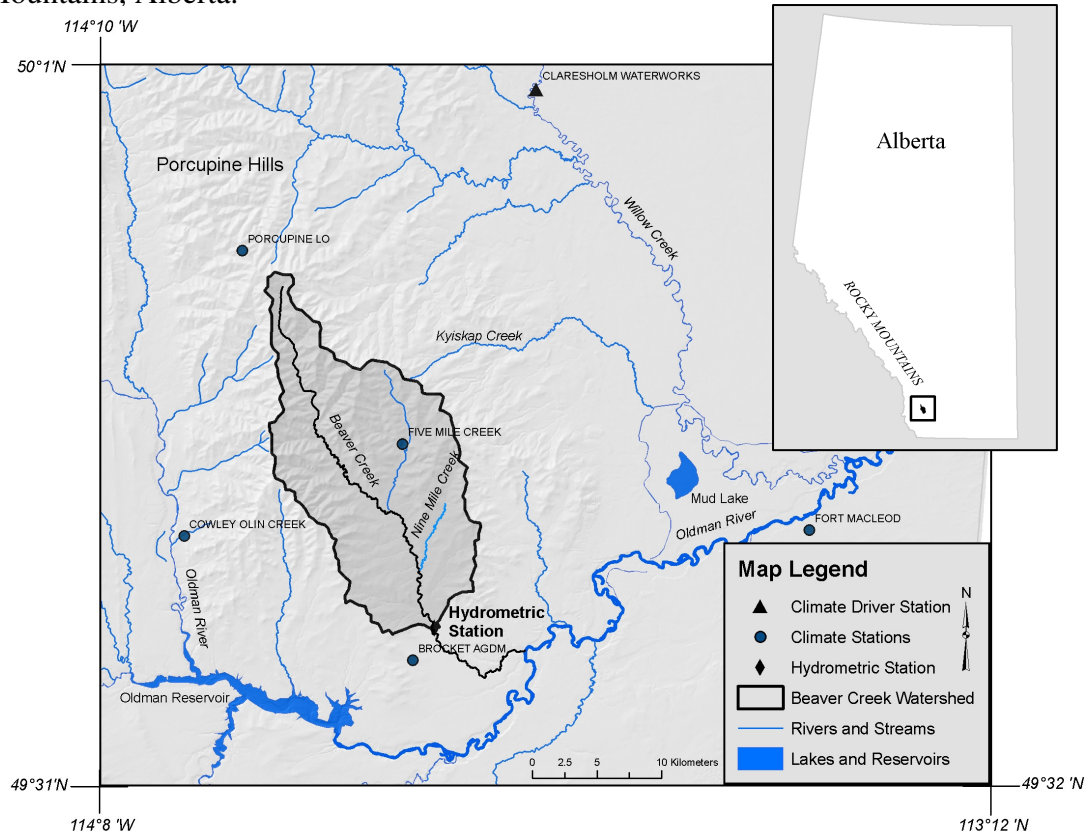 Mountains, Alberta.
114°10 'W
50°1'N
CLARESHOLM WATERWORKS
Alberta
Porcupine Hills
Willow Creek
PORCUPINE LO
ROCKY MOUNTAINS
Kyiskap Creek
Beaver Creek
FIVE MILE CREEK
Nine Mile Creek
Mud Lake
Oldman River
FORT MACLEOD
COWLEY OLIN CREEK
Oldman River
Hydrometric
Station
BROCKET AGDM
Oldman Reservoir
Map Legend
N
Climate Driver Station
Climate Stations
Hydrometric Station
Beaver Creek Watershed
Rivers and Streams
Lakes and Reservoirs
0 2.5 5 10 Kilometers
49°31'N
49°32 'N
114°8 'W
113°12 'N